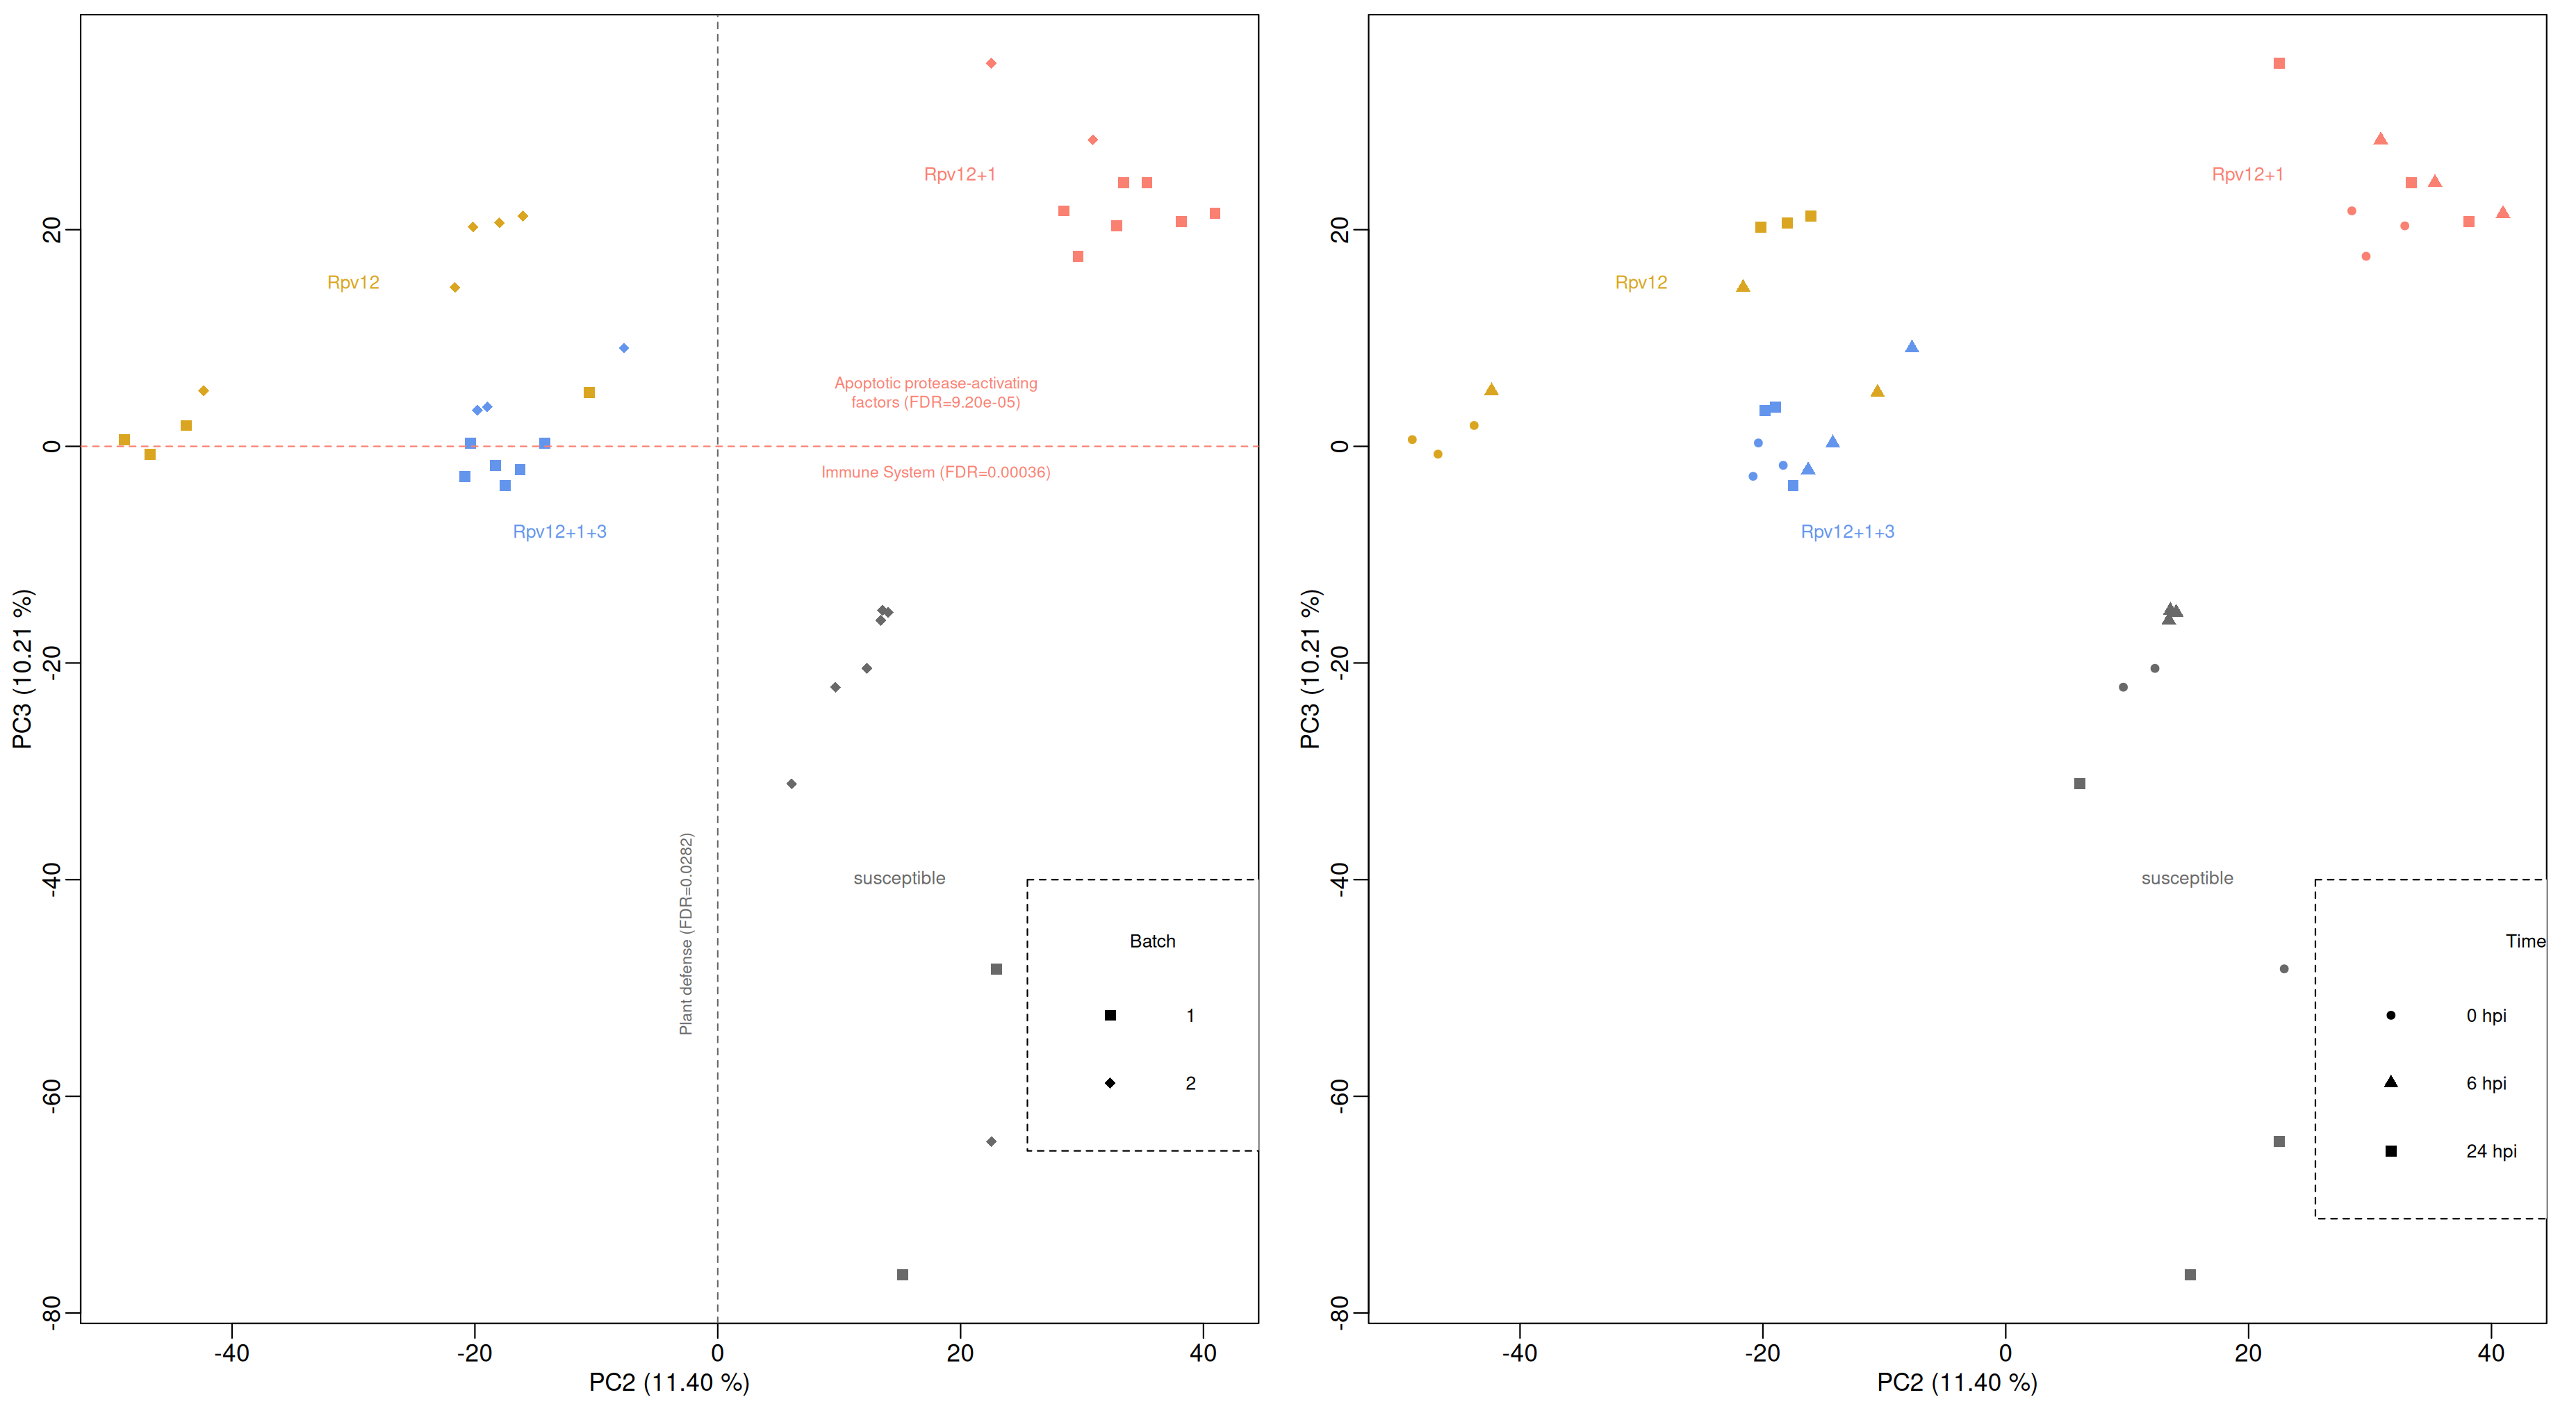 Rpv12+1
Rpv12
Apoptotic protease-activating
factors (FDR=9.20e-05)
Immune System (FDR=0.00036)
Rpv12+1+3
Plant defense (FDR=0.0282)
susceptible
Batch
1
2
20
0
-20
-40
-60
-80
PC3 (10.21 %)
-40
-20
0
20
40
PC2 (11.40 %)
Rpv12+1
Rpv12
Rpv12+1+3
susceptible
Time
0 hpi
6 hpi
24 hpi
20
0
-20
-40
-60
-80
PC3 (10.21 %)
-40
-20
0
20
40
PC2 (11.40 %)